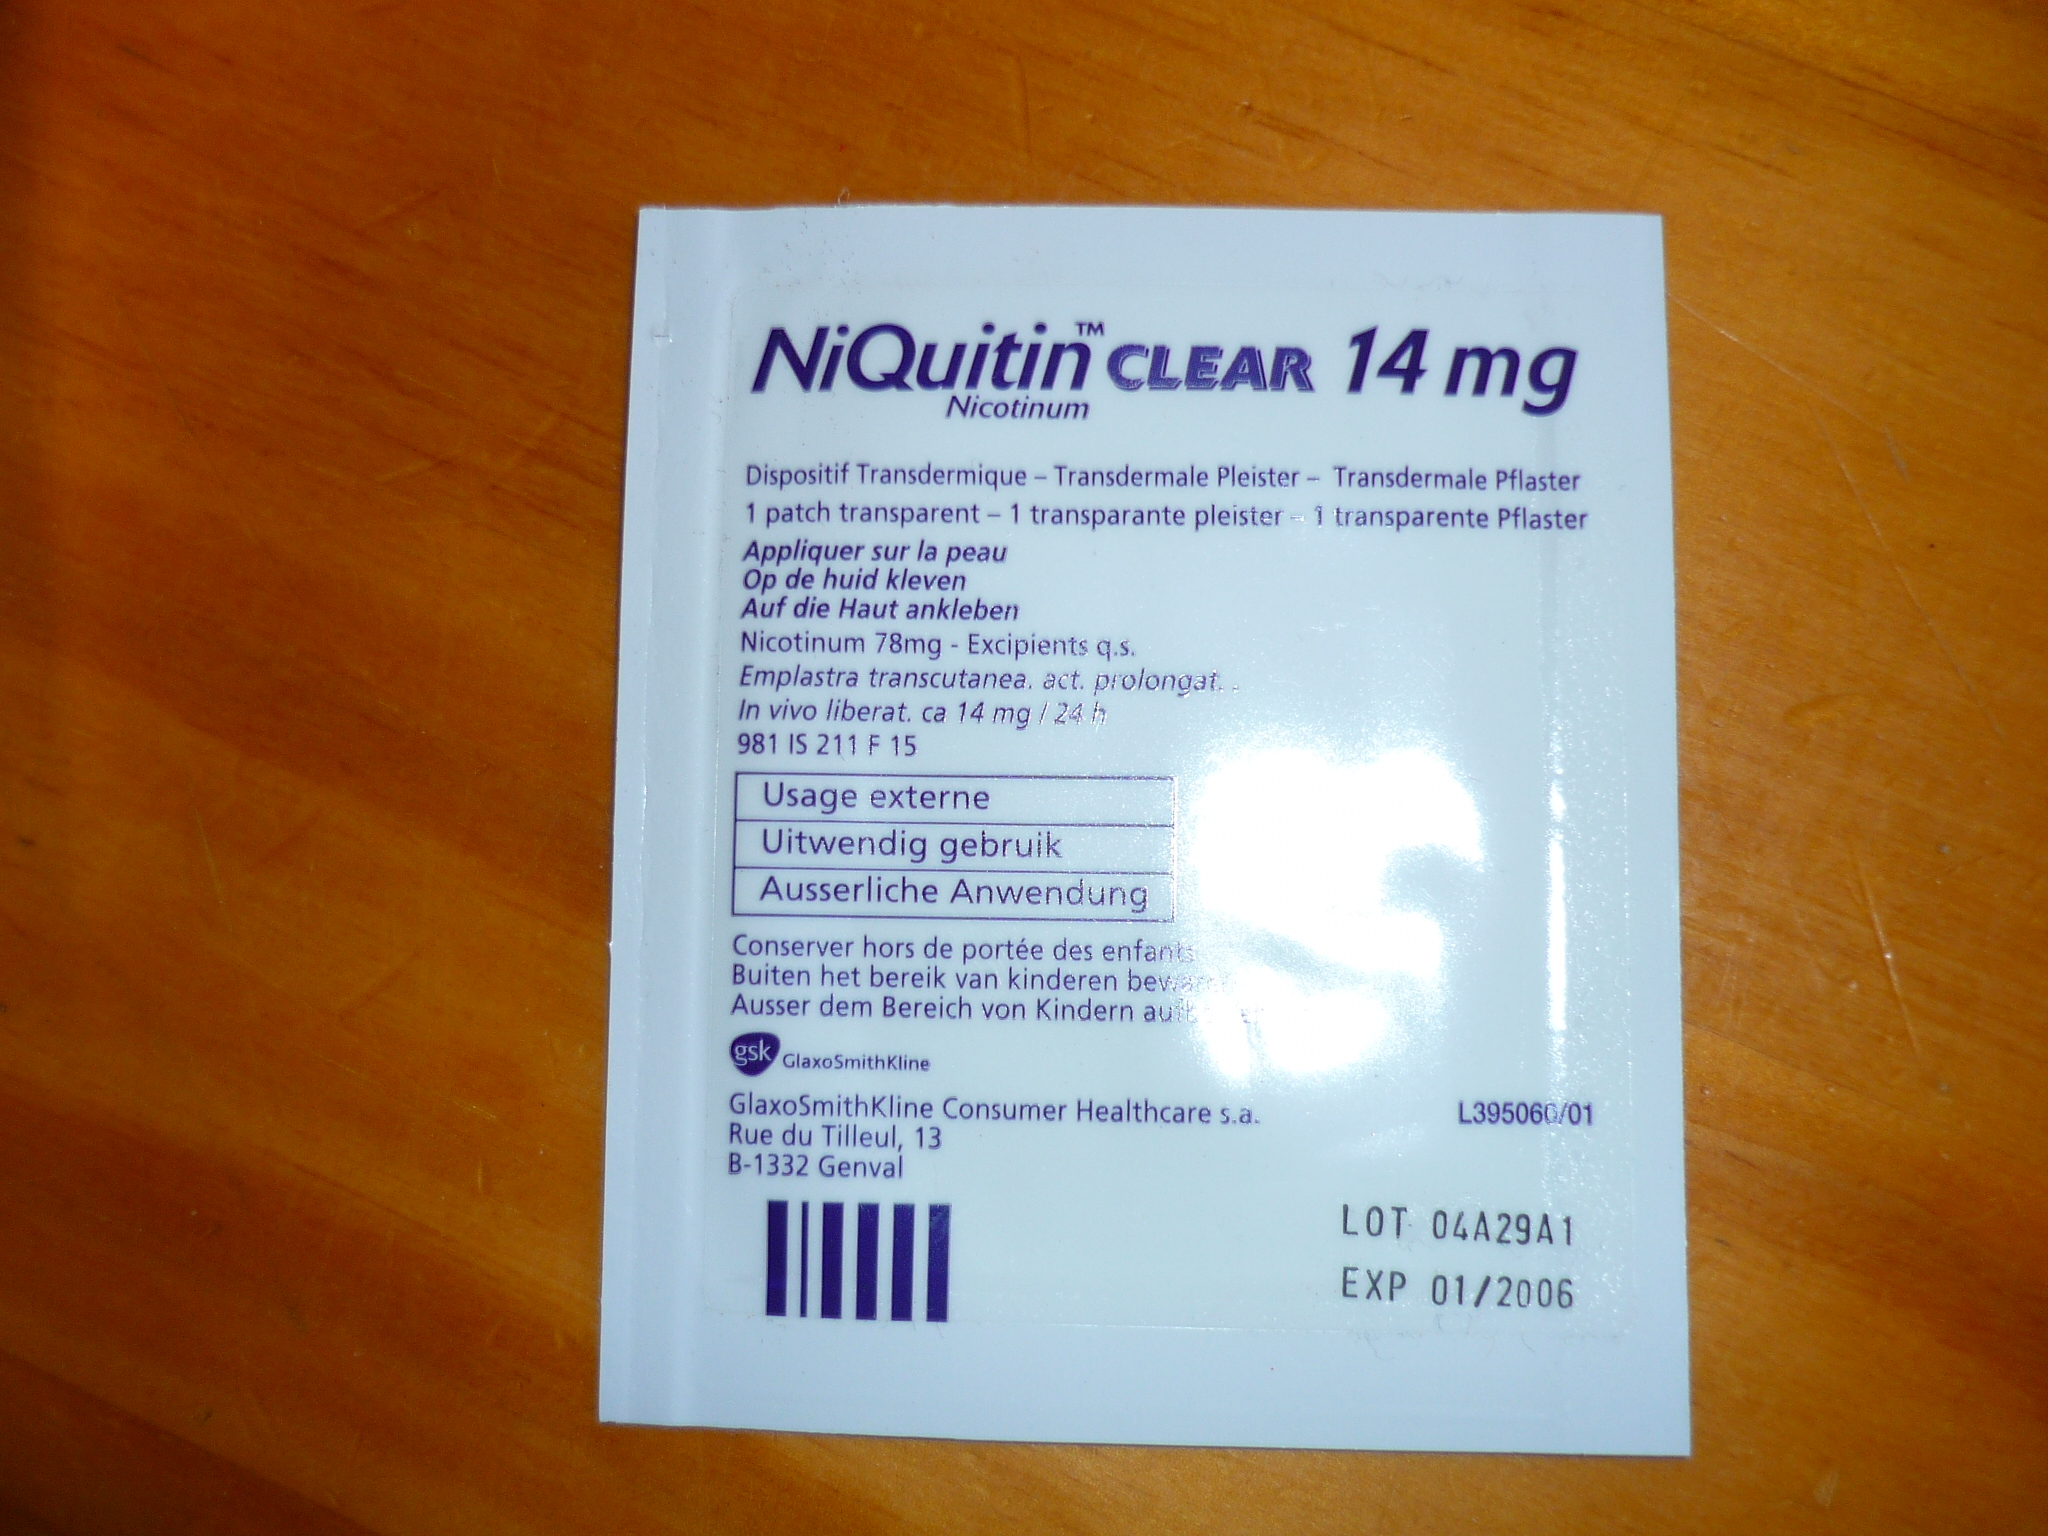 NiQuitin™ CLEAR 14 mg
Nicotinum
Dispositif Transdermique – Transdermale Pleister – Transdermale Pflaster
1 patch transparent – 1 transparante pleister – 1 transparente Pflaster
Appliquer sur la peau
Op de huid kleven
Auf die Haut ankleben
Nicotinum 78mg - Excipients q.s.
Emplastra transcutanea. act. prolongat. .
In vivo liberat. ca 14 mg / 24 h
981 IS 211 F 15
Usage externe
Uitwendig gebruik
Ausserliche Anwendung
Conserver hors de portée des enfants
Buiten het bereik van kinderen
Ausser dem Bereich von Kindern
gsk GlaxoSmithKline
GlaxoSmithKline Consumer Healthcare s.a.
Rue du Tilleul, 13
B-1332 Genval
LOT 04A29A1
EXP 01/2006